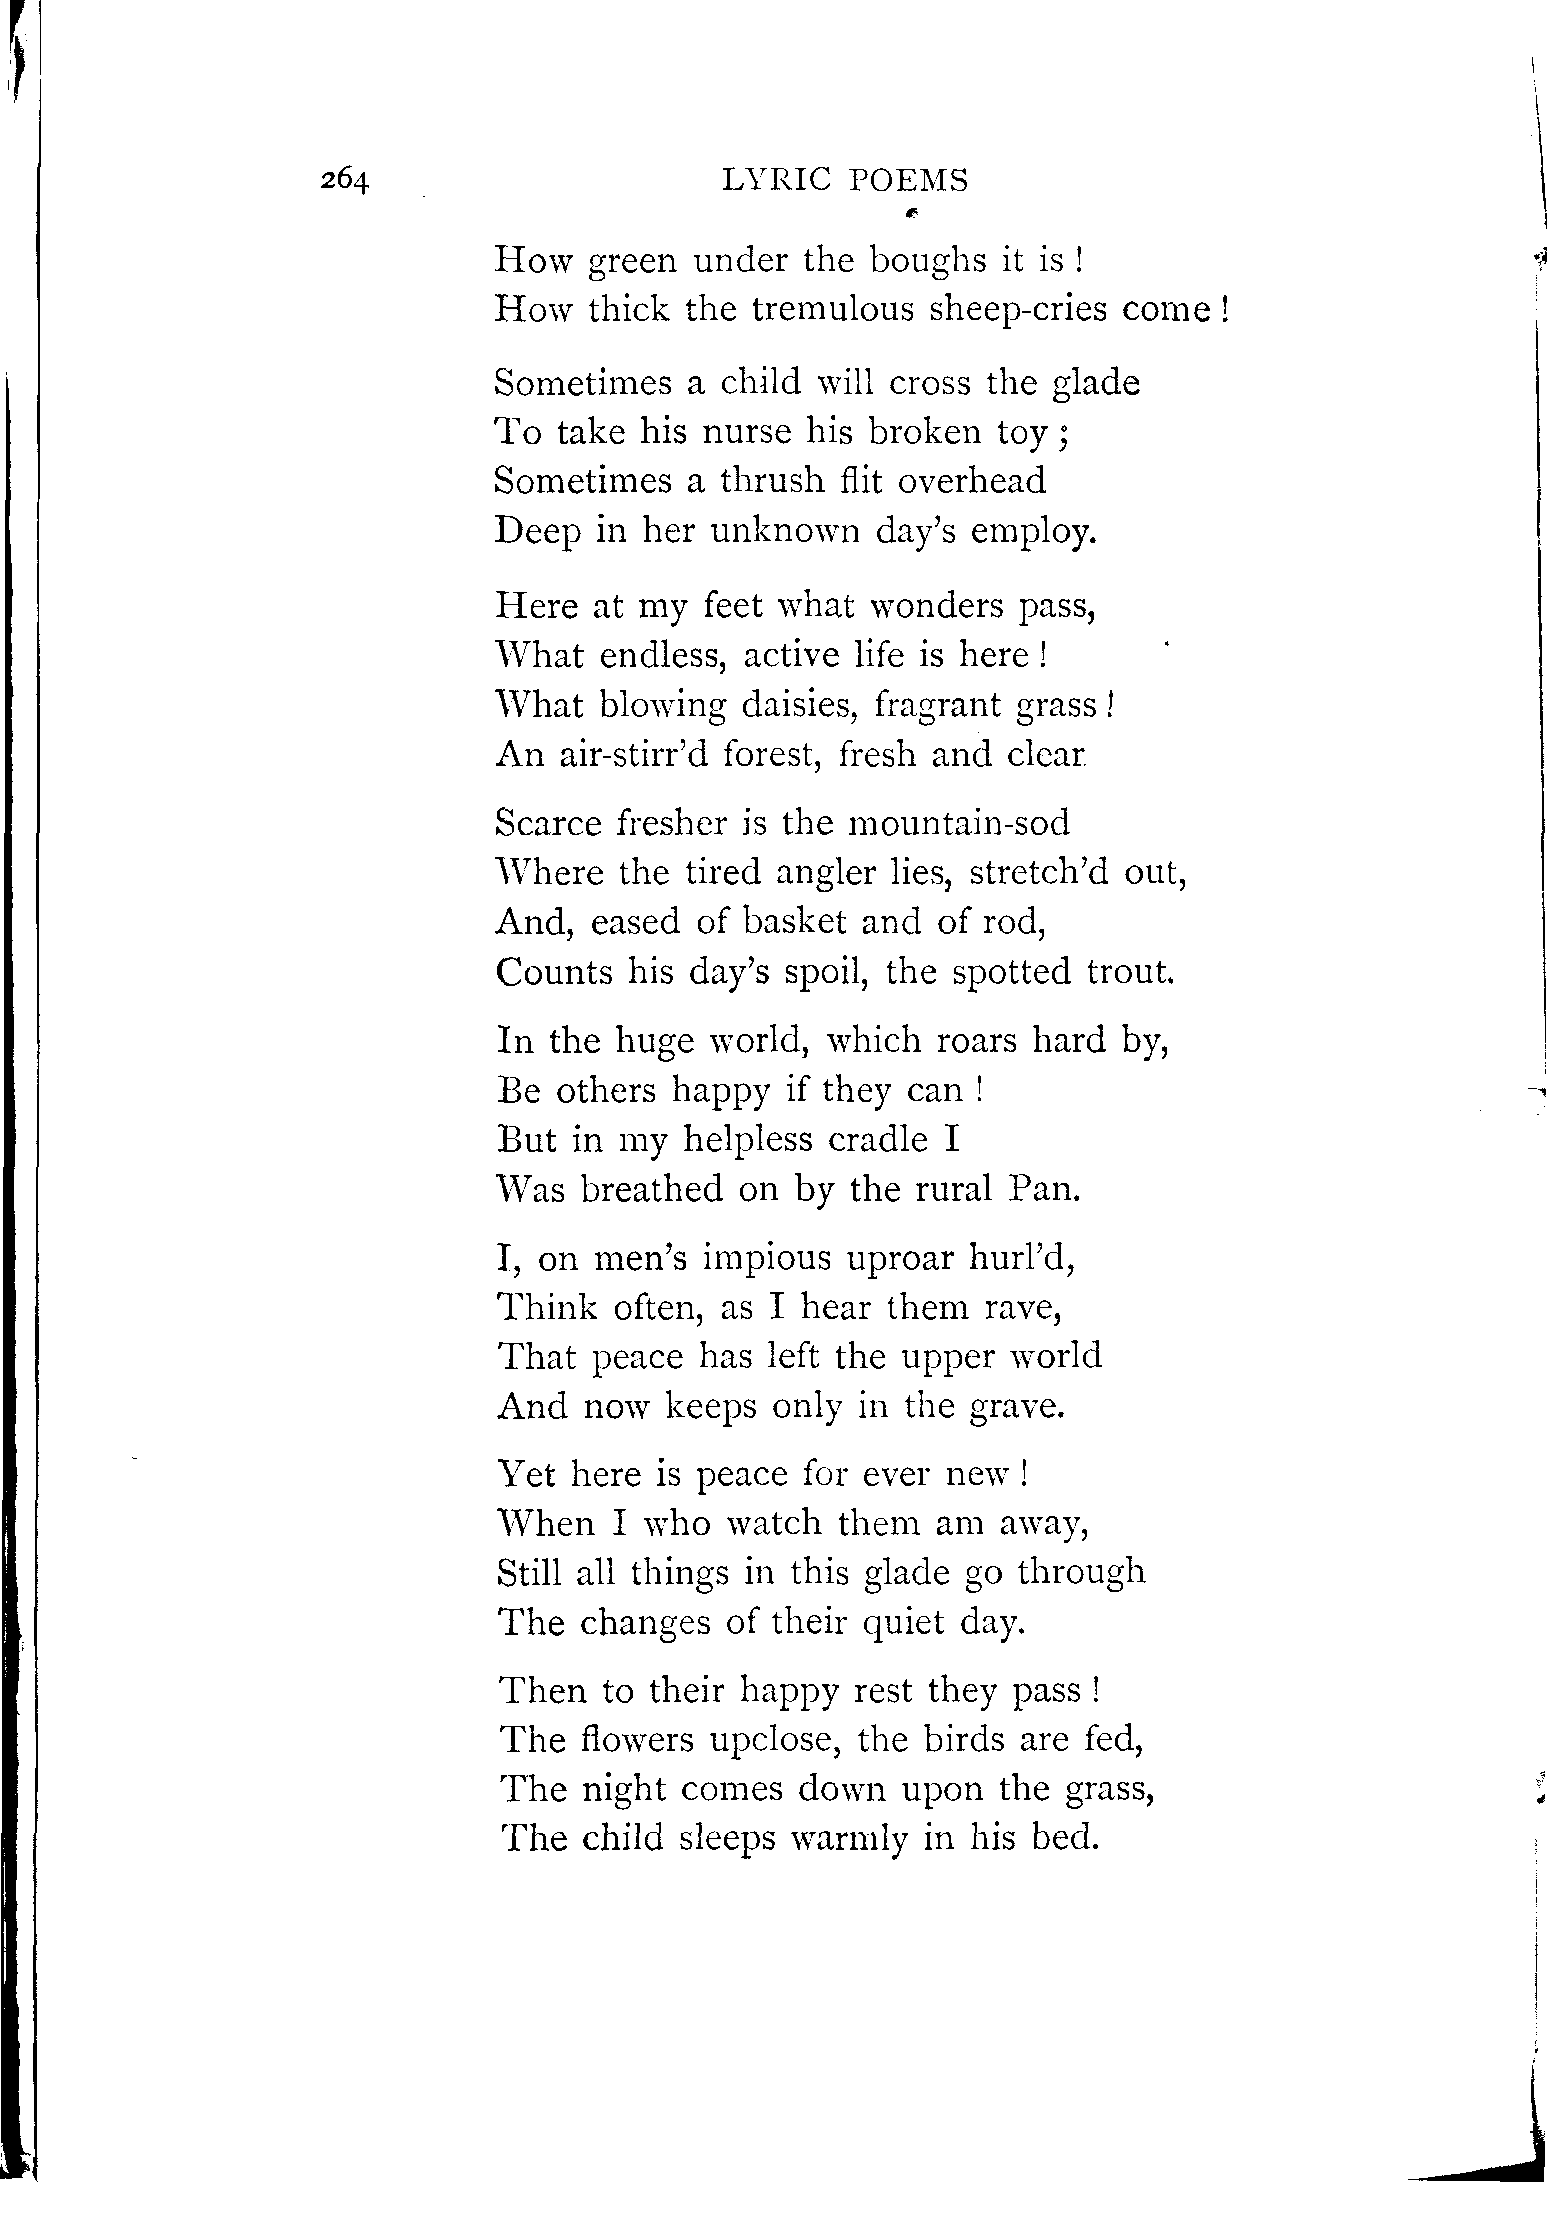 264 LYRIC POEMS
How green under the boughs it is !
How thick the tremulous sheep-cries come !
Sometimes a child will cross the glade
To take his nurse his broken toy ;
Sometimes a thrush flit overhead
Deep in her unknown day's employ.
Here at my feet what wonders pass,
What endless, active life is here !
What blowing daisies, fragrant grass !
An air-stirr'd forest, fresh and clear.
Scarce fresher is the mountain-sod
Where the tired angler lies, stretch'd out,
And, eased of basket and of rod,
Counts his day's spoil, the spotted trout.
In the huge world, which roars hard by,
Be others happy if they can !
But in my helpless cradle I
Was breathed on by the rural Pan.
I, on men's impious uproar hurl'd,
Think often, as I hear them rave,
That peace has left the upper world
And now keeps only in the grave.
Yet here is peace for ever new !
When I who watch them am away,
Still all things in this glade go through
The changes of their quiet day.
Then to their happy rest they pass !
The flowers upclose, the birds are fed,
The night comes down upon the grass,
The child sleeps warmly in his bed.